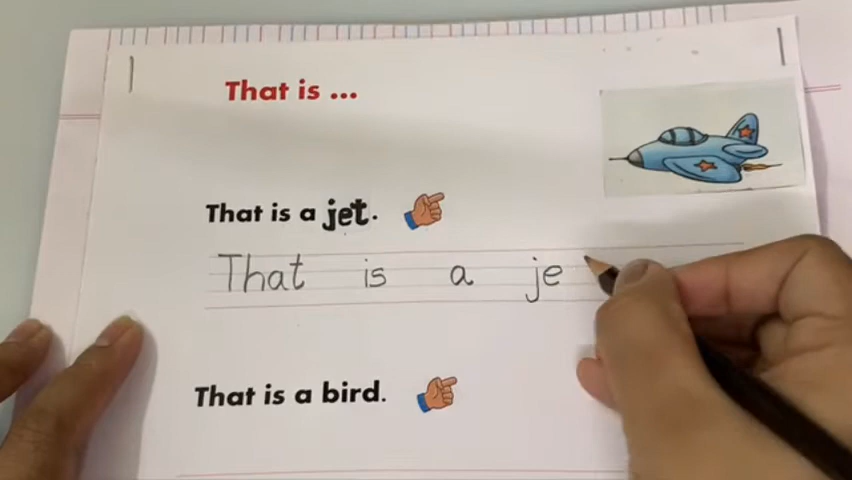 That is ...
That is a jet.
That is a je
That is a bird.